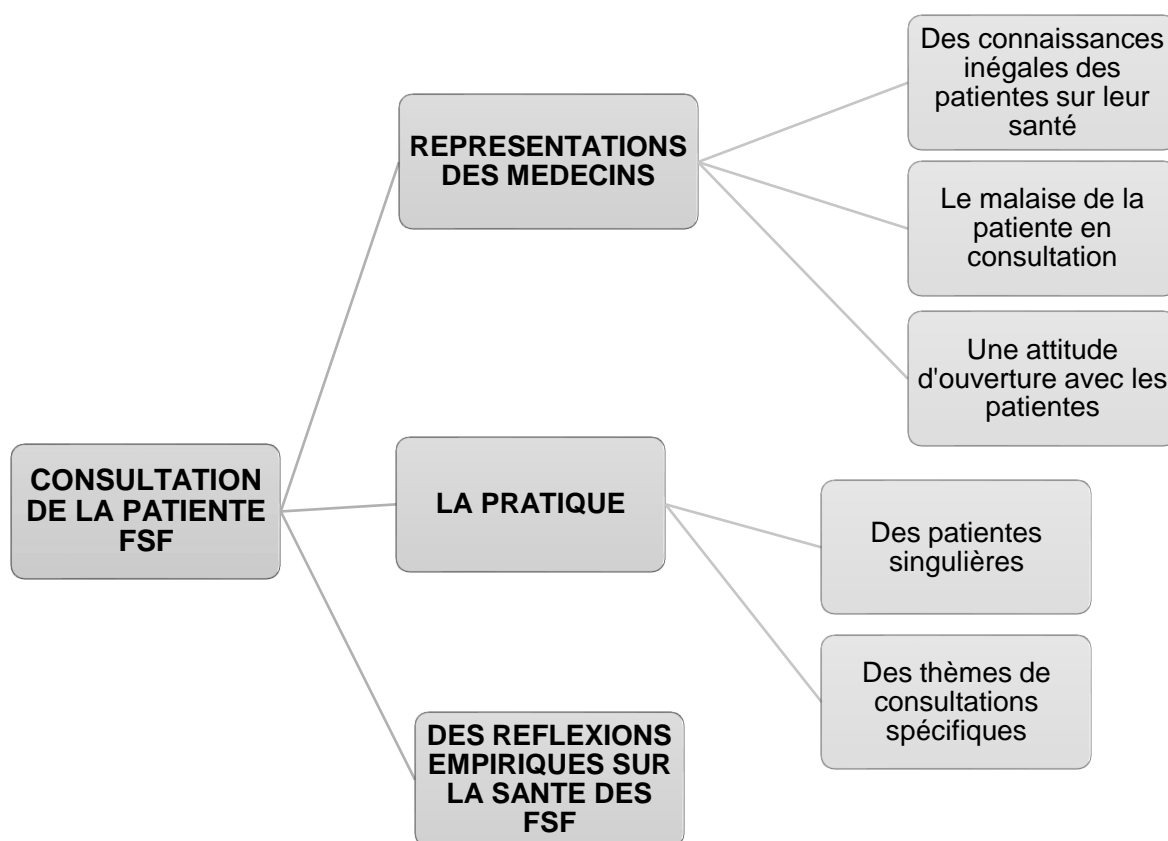 CONSULTATION
DE LA PATIENTE
FSF
REPRESENTATIONS
DES MEDECINS
Des connaissances
inégales des
patientes sur leur
santé
Le malaise de la
patiente en
consultation
Une attitude
d'ouverture avec les
patientes
LA PRATIQUE
Des patientes
singulières
Des thèmes de
consultations
spécifiques
DES REFLEXIONS
EMPIRIQUES SUR
LA SANTE DES
FSF